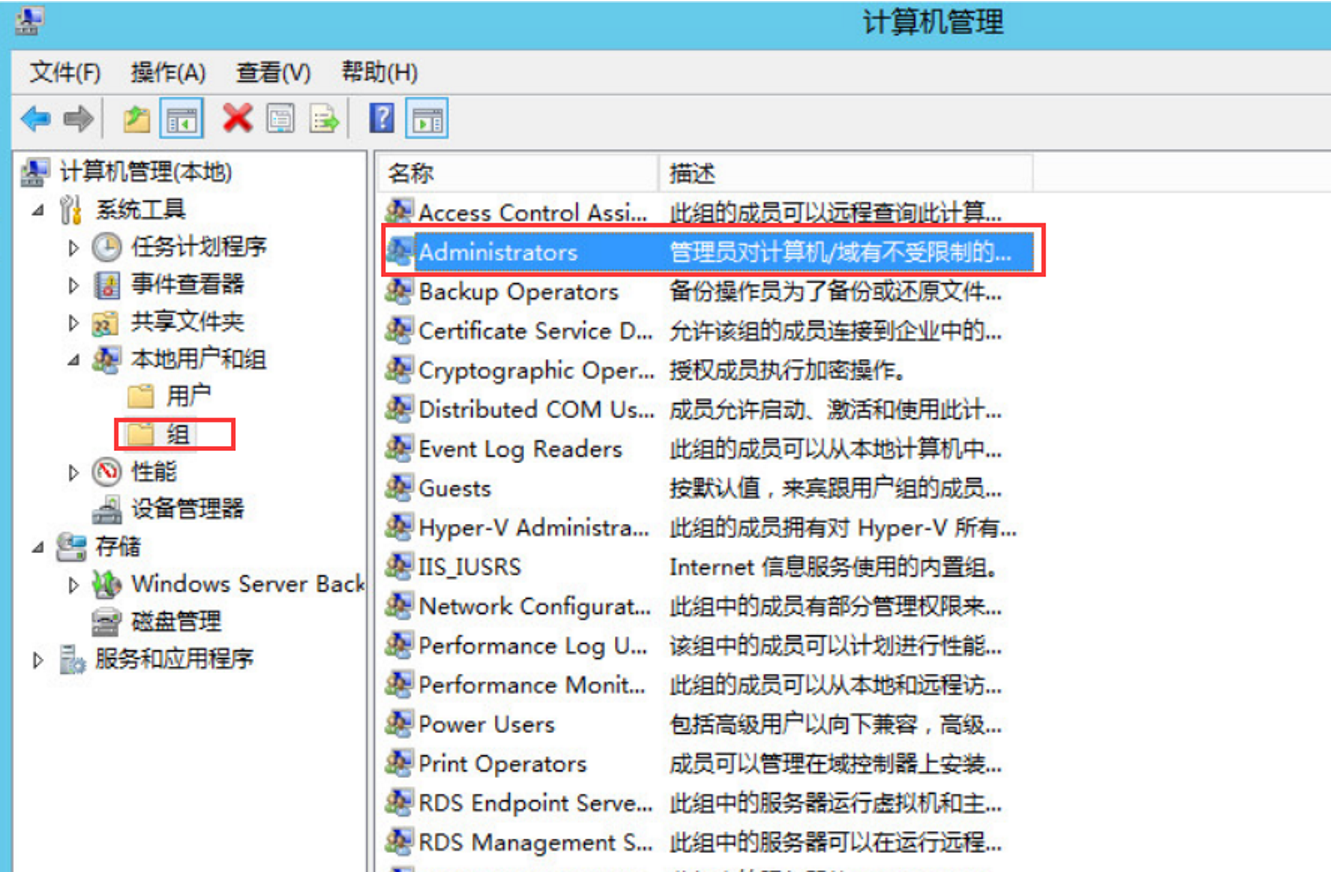 计算机管理
文件(F) 操作(A) 查看(V) 帮助(H)
计算机管理(本地)
系统工具
任务计划程序
事件查看器
共享文件夹
本地用户和组
用户
组
性能
设备管理器
存储
Windows Server Back
磁盘管理
服务和应用程序
名称 描述
Access Control Assi... 此组的成员可以远程查询此计算...
Administrators 管理员对计算机/域有不受限制的...
Backup Operators 备份操作员为了备份或还原文件...
Certificate Service D... 允许该组的成员连接到企业中的...
Cryptographic Oper... 授权成员执行加密操作。
Distributed COM Us... 成员允许启动、激活和使用此计...
Event Log Readers 此组的成员可以从本地计算机中...
Guests 按默认值，来宾跟用户组的成员...
Hyper-V Administra... 此组的成员拥有对 Hyper-V 所有...
IIS_IUSRS Internet 信息服务使用的内置组。
Network Configurat... 此组中的成员有部分管理权限来...
Performance Log U... 该组中的成员可以计划进行性能...
Performance Monit... 此组的成员可以从本地和远程访...
Power Users 包括高级用户以向下兼容，高级...
Print Operators 成员可以管理在域控制器上安装...
RDS Endpoint Serve... 此组中的服务器运行虚拟机和主...
RDS Management S... 此组中的服务器可以在运行远程...